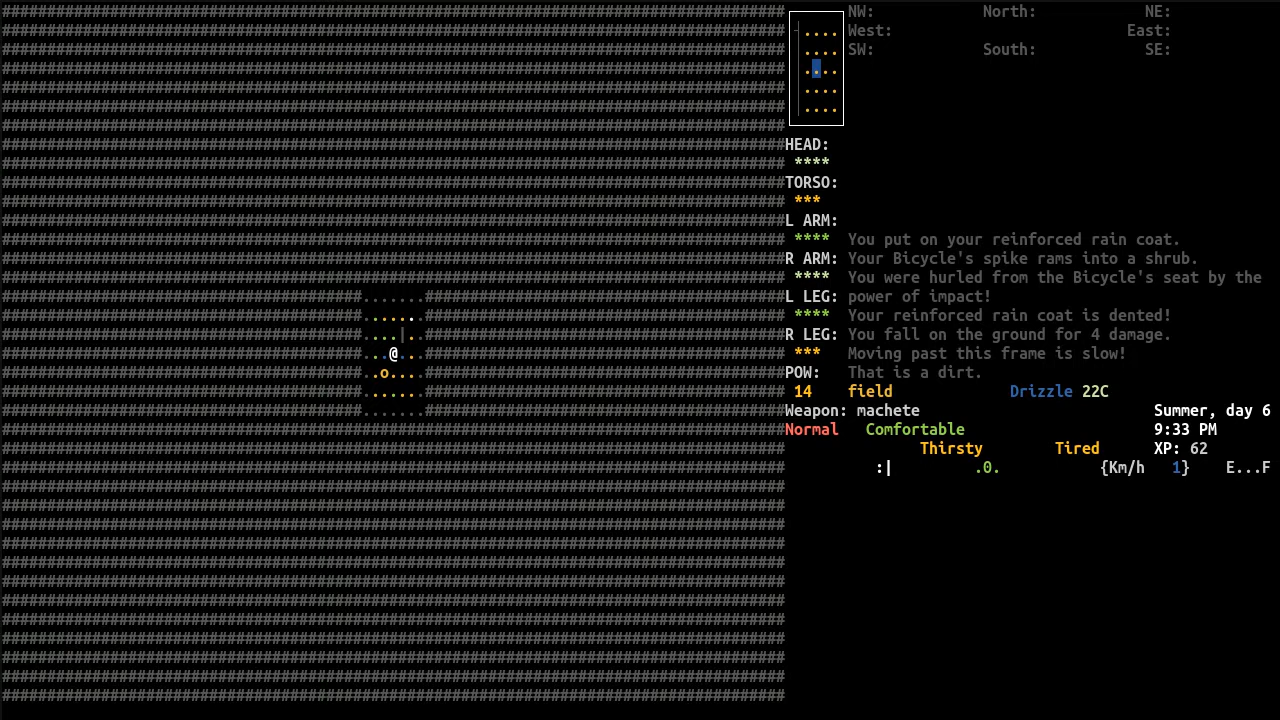 NW: North: NE:
West: East:
SW: South: SE:
HEAD:
****
TORSO:
***
L ARM:
**** You put on your reinforced rain coat.
R ARM: Your Bicycle's spike rams into a shrub.
**** You were hurled from the Bicycle's seat by the
L LEG: power of impact!
**** Your reinforced rain coat is dented!
R LEG: You fall on the ground for 4 damage.
*** Moving past this frame is slow!
POW: That is a dirt.
14 field Drizzle 22C
Weapon: machete Summer, day 6
Normal Comfortable 9:33 PM
Thirsty Tired XP: 62
:| .0. {Km/h 1} E...F